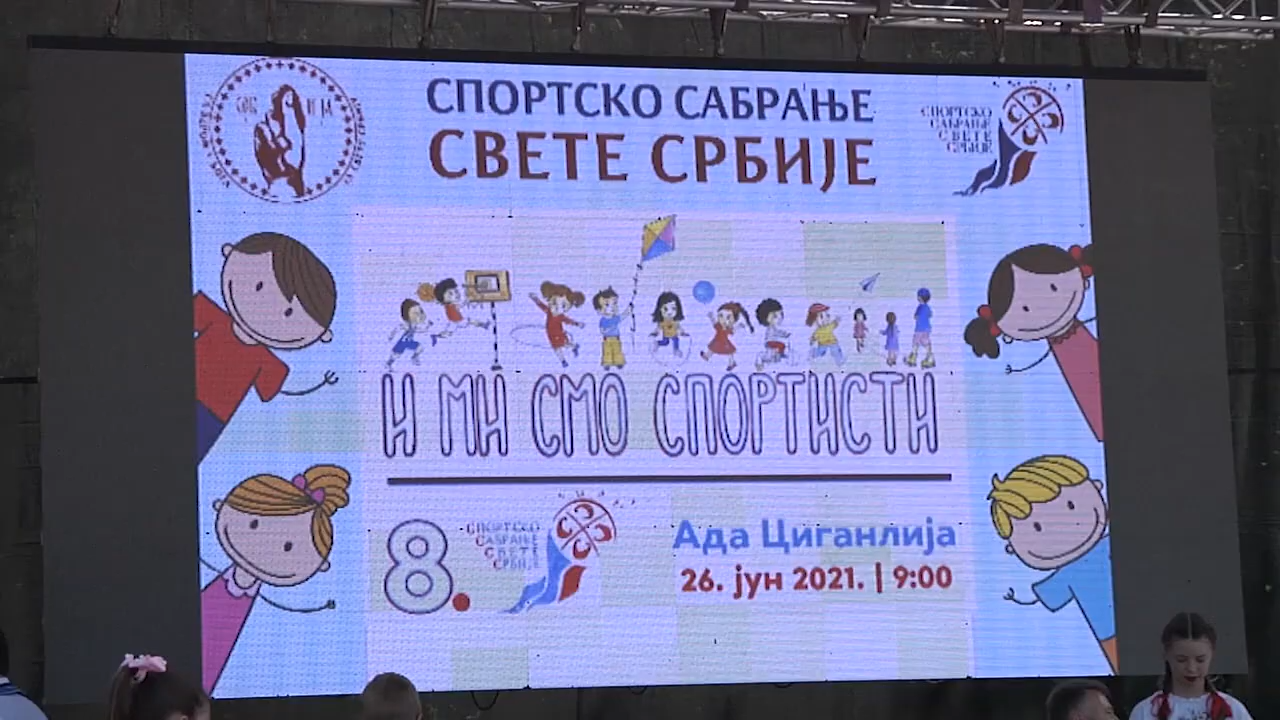 СПОРТСКО САБРАЊЕ
СВЕТЕ СРБИЈЕ
СПОРТСКО
САБРАЊЕ
СВЕТЕ
СРБИЈЕ
И МИ СМО СПОРТИСТИ
8.
СПОРТСКО
САБРАЊЕ
СВЕТЕ
СРБИЈЕ
Ада Циганлија
26. јун 2021. | 9:00